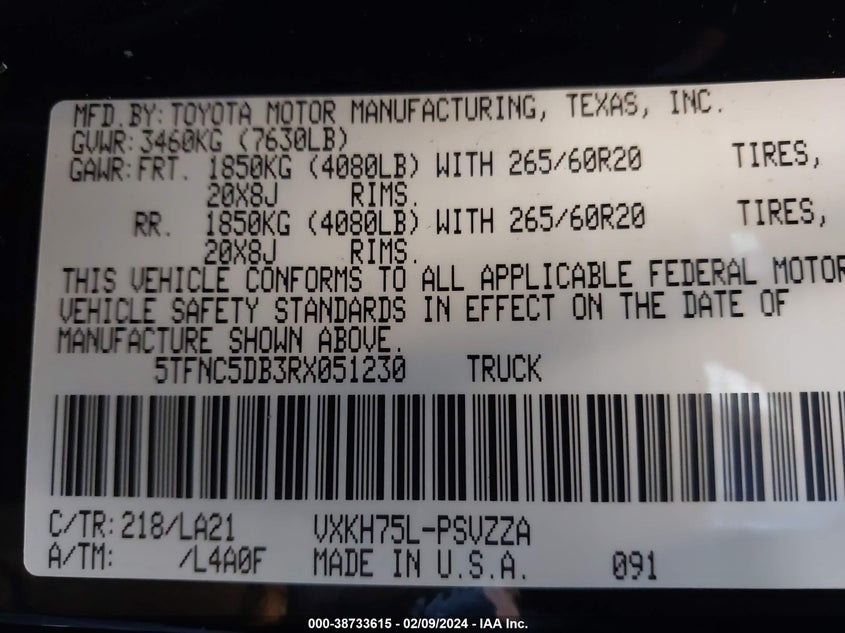 MFD.BY: TOYOTA MOTOR MANUFACTURING, TEXAS, INC.
GVWR: 3460KG (7630LB)
GAWR: FRT. 1850KG (4080LB) WITH 265/60R20 TIRES,
20X8J RIMS.
RR. 1850KG (4080LB) WITH 265/60R20 TIRES,
20X8J RIMS.
THIS VEHICLE CONFORMS TO ALL APPLICABLE FEDERAL MOTOR
VEHICLE SAFETY STANDARDS IN EFFECT ON THE DATE OF
MANUFACTURE SHOWN ABOVE.
5TFNC5DB3RX051230 TRUCK
C/TR: 218/LA21 VXKH75L-PSVZZA
A/TM: /L4A0F MADE IN U.S.A. 091
000-38733615 - 02/09/2024 - IAA Inc.